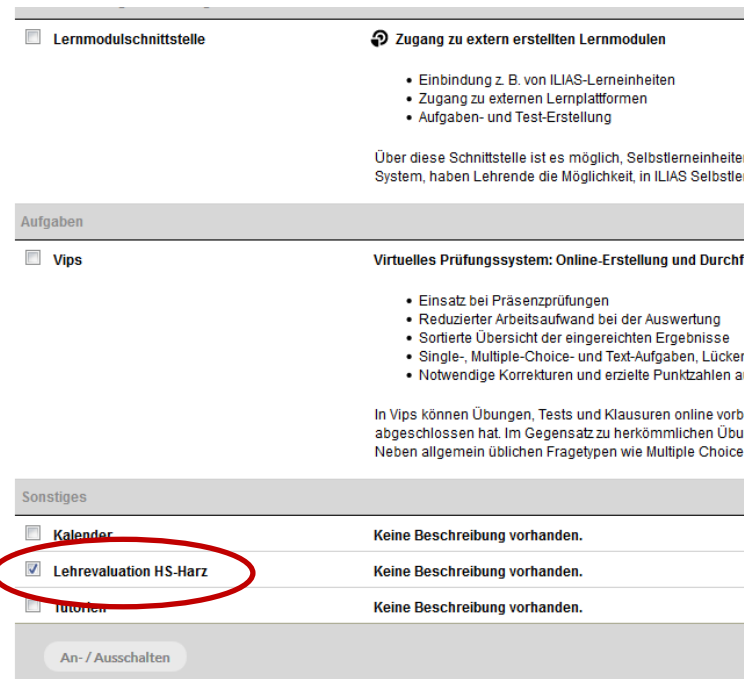 Lernmodulschnittstelle
Zugang zu extern erstellten Lernmodulen
• Einbindung z. B. von ILIAS-Lerneinheiten
• Zugang zu externen Lernplattformen
• Aufgaben- und Test-Erstellung
Über diese Schnittstelle ist es möglich, Selbstlerneinheite
System, haben Lehrende die Möglichkeit, in ILIAS Selbstle
Aufgaben
Vips
Virtuelles Prüfungssystem: Online-Erstellung und Durchf
• Einsatz bei Präsenzprüfungen
• Reduzierter Arbeitsaufwand bei der Auswertung
• Sortierte Übersicht der eingereichten Ergebnisse
• Single-, Multiple-Choice- und Text-Aufgaben, Lücker
• Notwendige Korrekturen und erzielte Punktzahlen a
In Vips können Übungen, Tests und Klausuren online vorb
abgeschlossen hat. Im Gegensatz zu herkömmlichen Übu
Neben allgemein üblichen Fragetypen wie Multiple Choice
Sonstiges
Kalender
Keine Beschreibung vorhanden.
Lehrevaluation HS-Harz
Keine Beschreibung vorhanden.
Tutorien
Keine Beschreibung vorhanden.
An- / Ausschalten